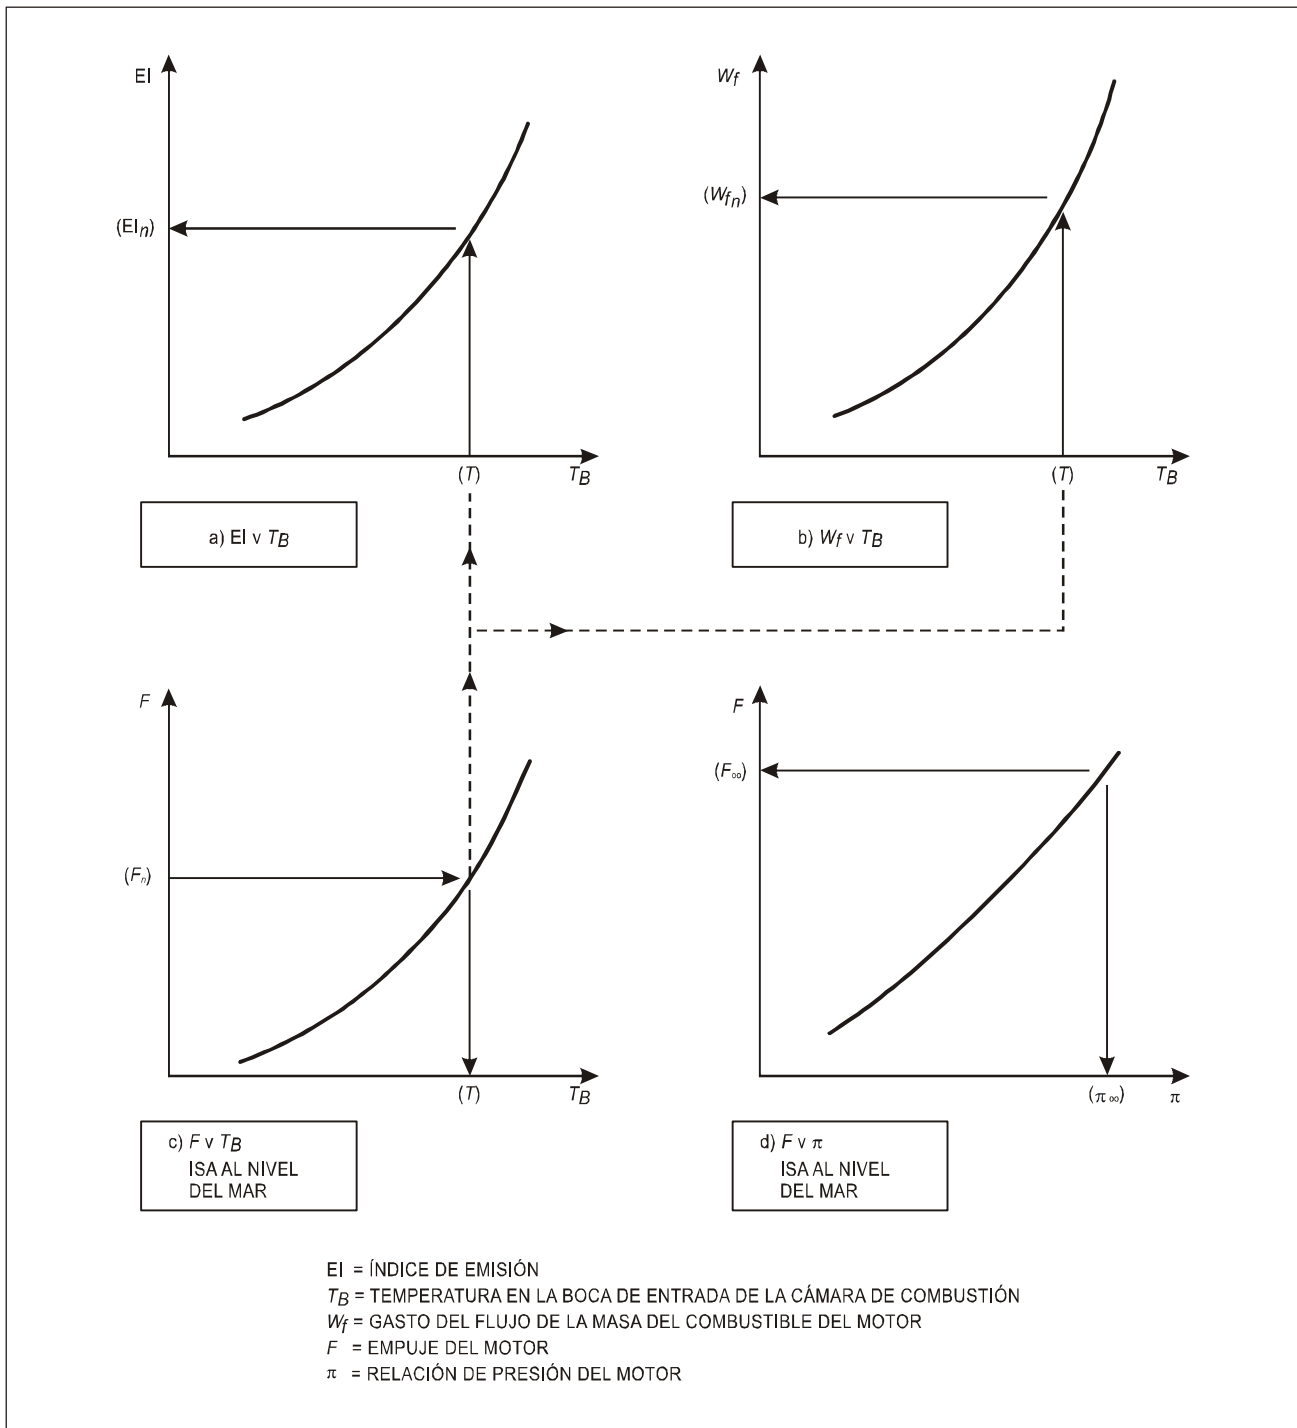 EI
(EIn)
(T)
TB
a) EI v TB
Wf
(Wfn)
(T)
TB
b) Wf v TB
F
(Fn)
(T)
TB
c) F v TB
ISA AL NIVEL
DEL MAR
F
(F∞)
(π∞)
π
d) F v π
ISA AL NIVEL
DEL MAR
EI = ÍNDICE DE EMISIÓN
TB = TEMPERATURA EN LA BOCA DE ENTRADA DE LA CÁMARA DE COMBUSTIÓN
Wf = GASTO DEL FLUJO DE LA MASA DEL COMBUSTIBLE DEL MOTOR
F = EMPUJE DEL MOTOR
π = RELACIÓN DE PRESIÓN DEL MOTOR